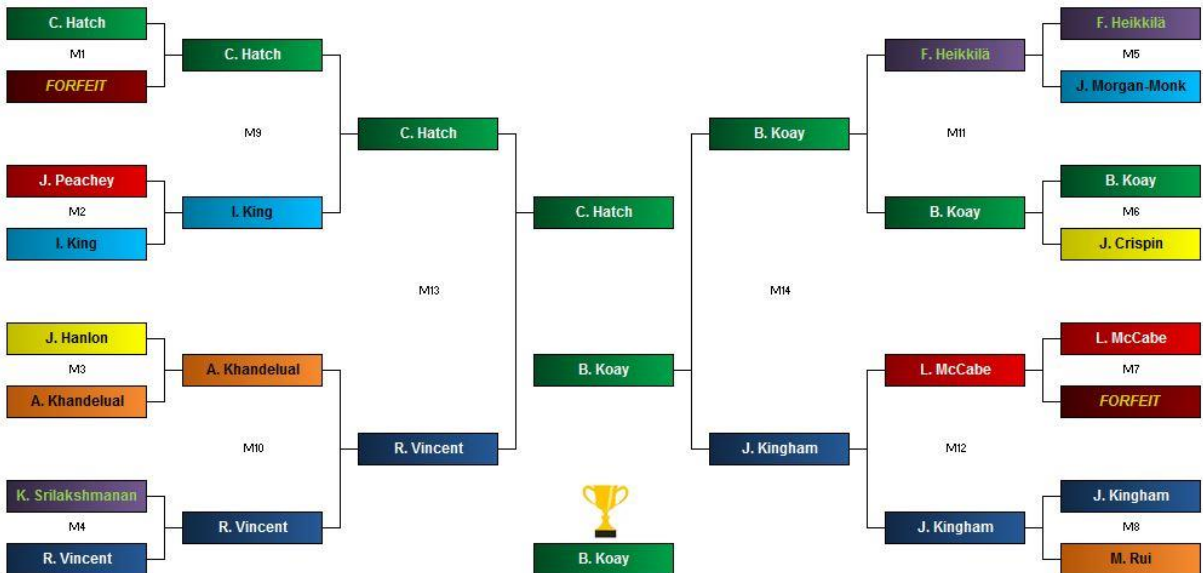 C. Hatch
M1
FORFEIT
C. Hatch
M9
J. Peachey
M2
I. King
I. King
C. Hatch
J. Hanlon
M3
A. Khandelual
A. Khandelual
M10
K. Srilakshmanan
M4
R. Vincent
R. Vincent
R. Vincent
M13
C. Hatch
B. Koay
B. Koay
M14
B. Koay
J. Kingham
F. Heikkilä
M11
B. Koay
L. McCabe
M12
J. Kingham
F. Heikkilä
M5
J. Morgan-Monk
B. Koay
M6
J. Crispin
L. McCabe
M7
FORFEIT
J. Kingham
M8
M. Rui